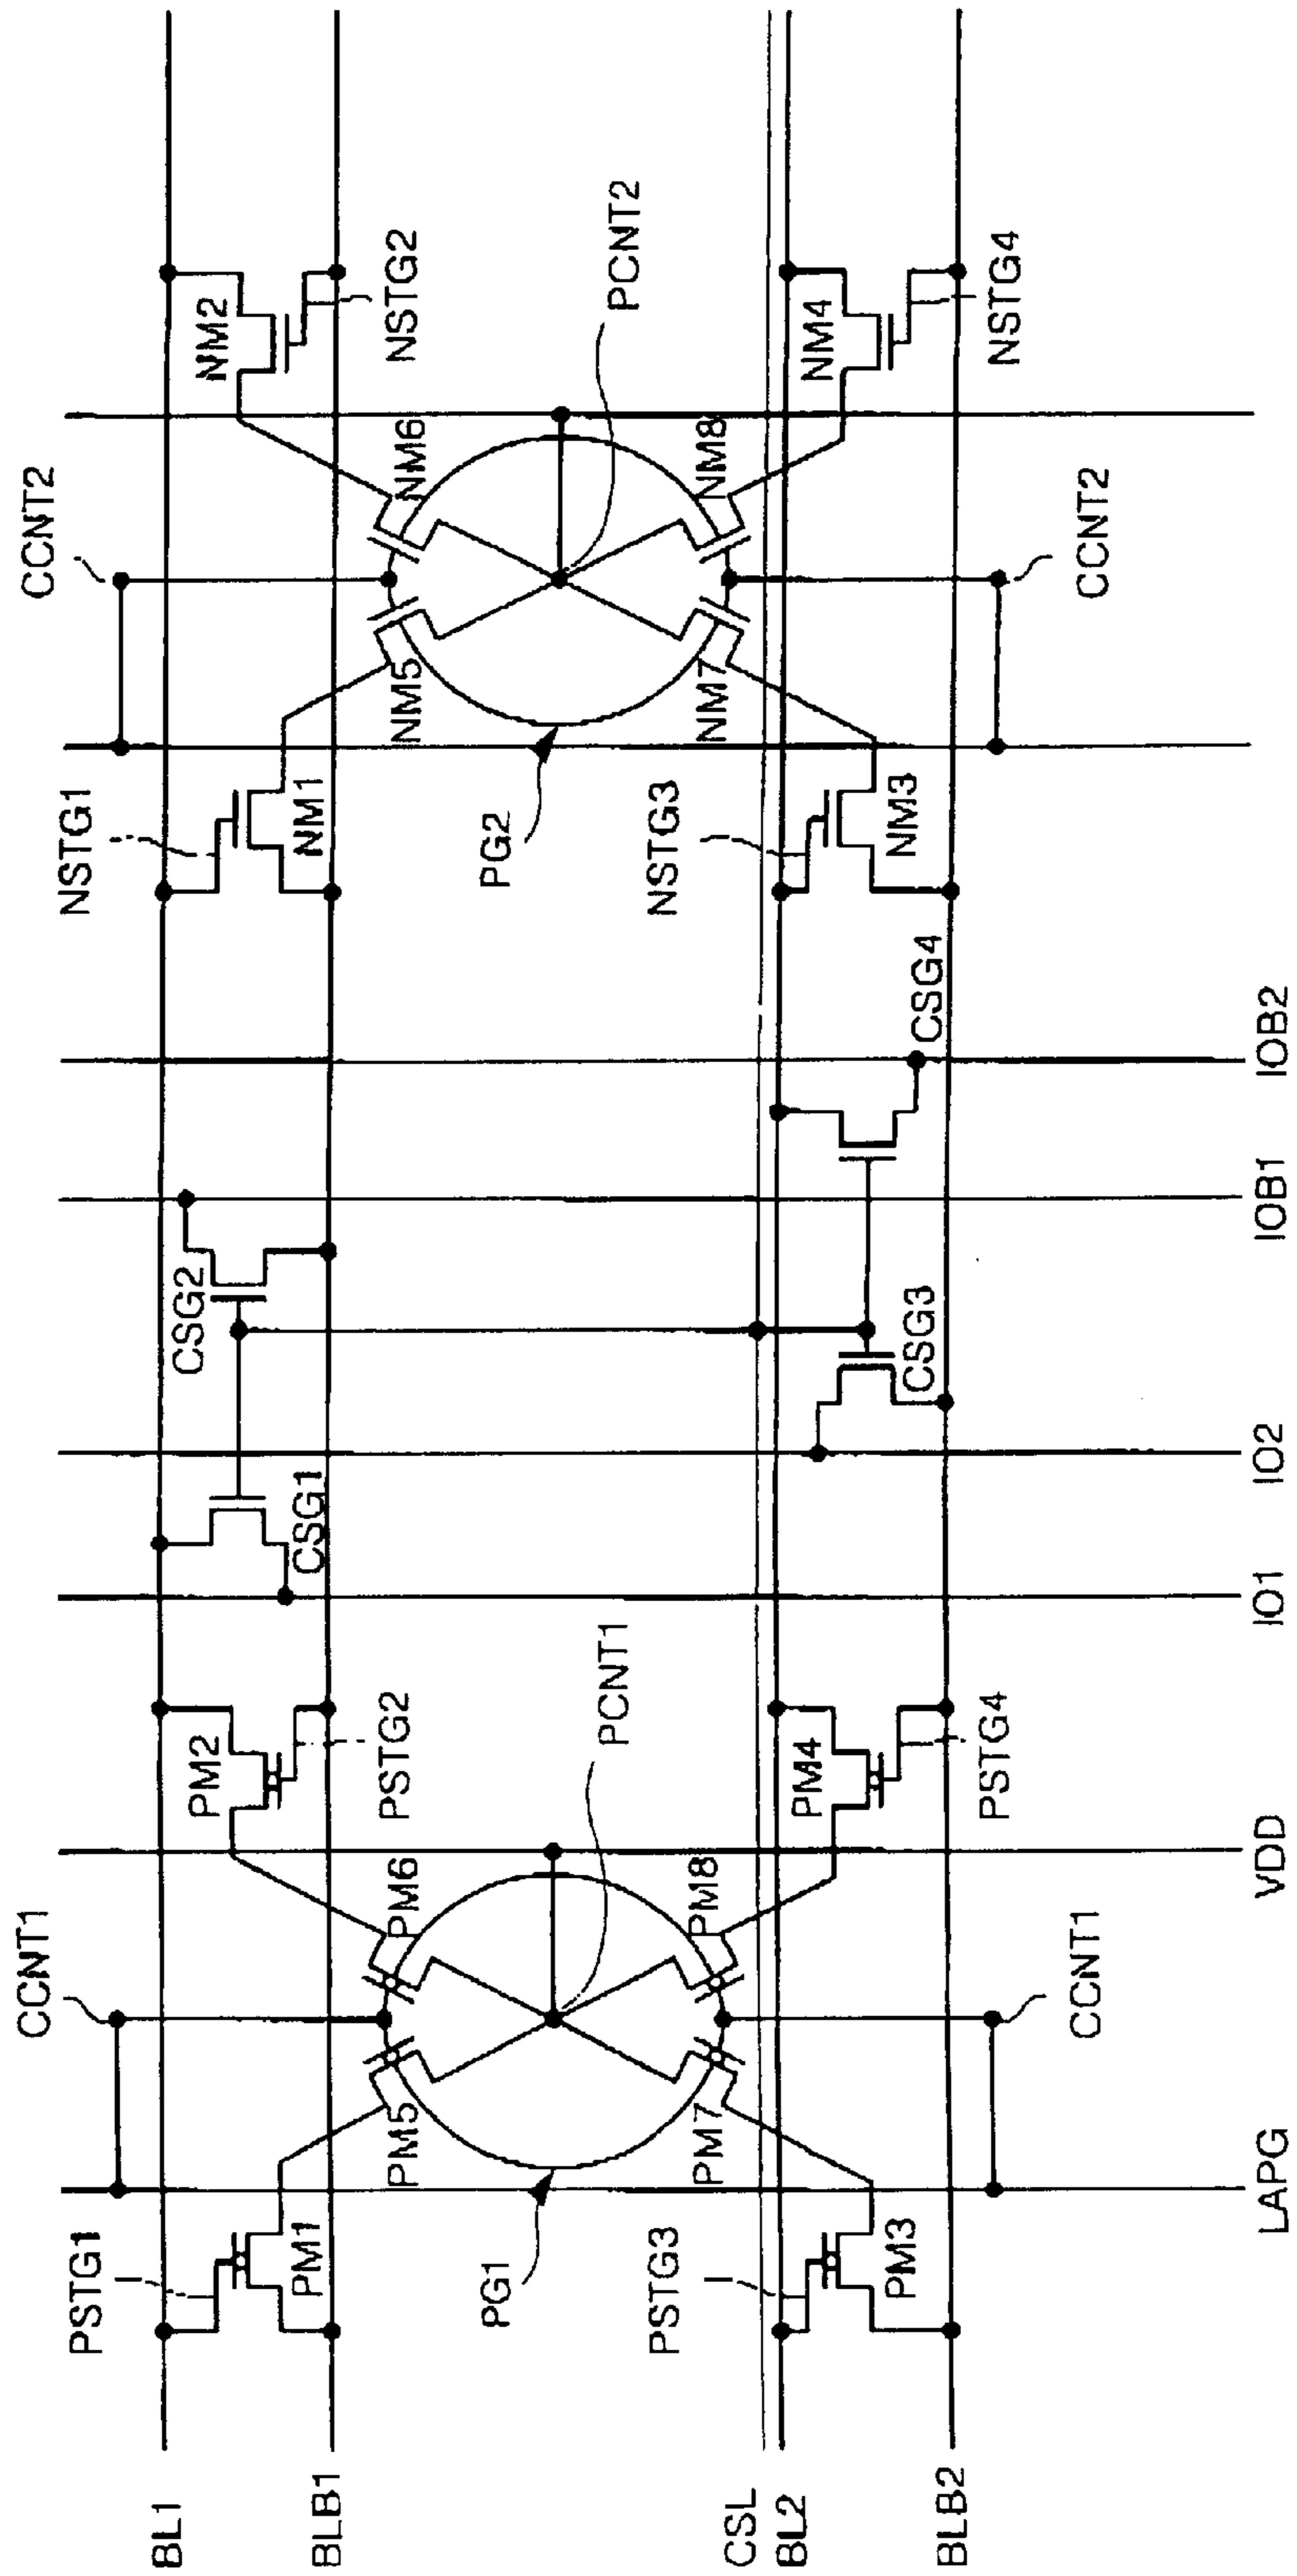 BL1
BLB1
CSL
BL2
BLB2
PSTG1
PM1
PG1
PSTG3
PM3
LAPG
CCNT1
PM5
PM7
CCNT1
PM6
PM8
VDD
PM2
PSTG2
PCNT1
PM4
PSTG4
IO1
CSG1
IO2
CSG2
CSG3
IOB1
IOB2
CSG4
NSTG1
NM1
PG2
NSTG3
NM3
CCNT2
NM5
NM7
CCNT2
NM6
NM8
NM2
NSTG2
PCNT2
NM4
NSTG4